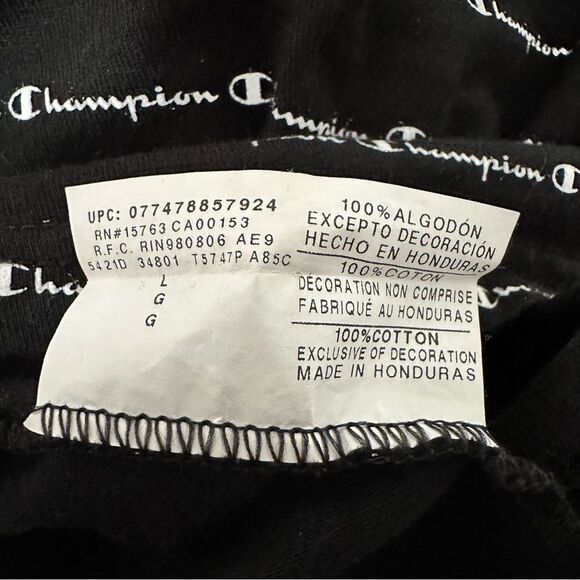 Champion
Champion C
Champion
Champion C
Champion
UPC: 077478857924
RN#15763 CA00153
R.F.C. RIN980806 AE9
5421D 34801 T5747P A85C
L
G
G
100% ALGODÓN
EXCEPTO DECORACIÓN
HECHO EN HONDURAS
100% COTON
DÉCORATION NON COMPRISE
FABRIQUÉ AU HONDURAS
100% COTTON
EXCLUSIVE OF DECORATION
MADE IN HONDURAS